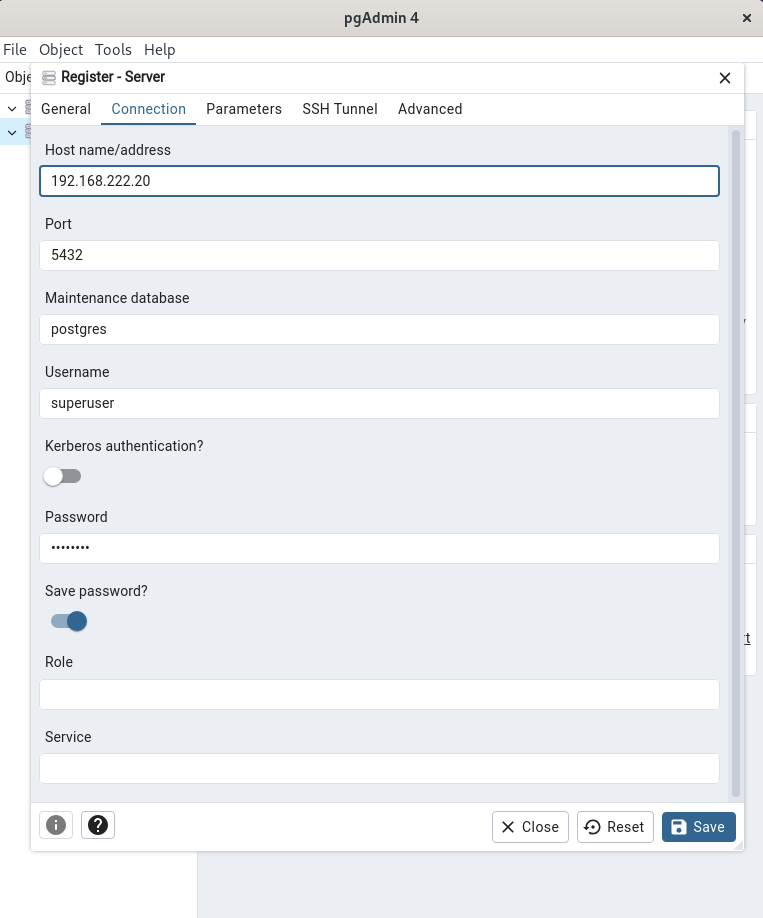 pgAdmin 4
File Object Tools Help
Register - Server
General Connection Parameters SSH Tunnel Advanced
Host name/address
192.168.222.20
Port
5432
Maintenance database
postgres
Username
superuser
Kerberos authentication?
Password
••••••••
Save password?
Role
Service
Close Reset Save